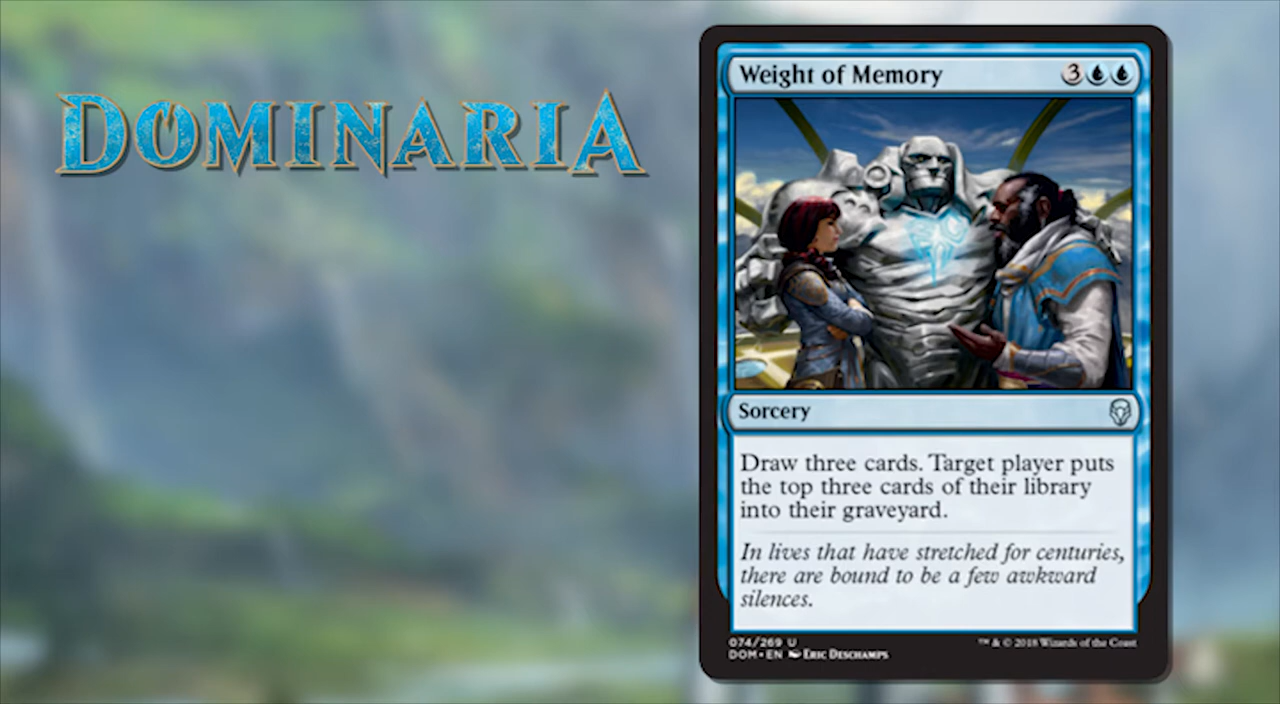 DOMINARIA
Weight of Memory
3
Sorcery
Draw three cards. Target player puts
the top three cards of their library
into their graveyard.
In lives that have stretched for centuries,
there are bound to be a few awkward
silences.
074/269 U
DOM • EN Eric Deschamps
™ & © 2018 Wizards of the Coast